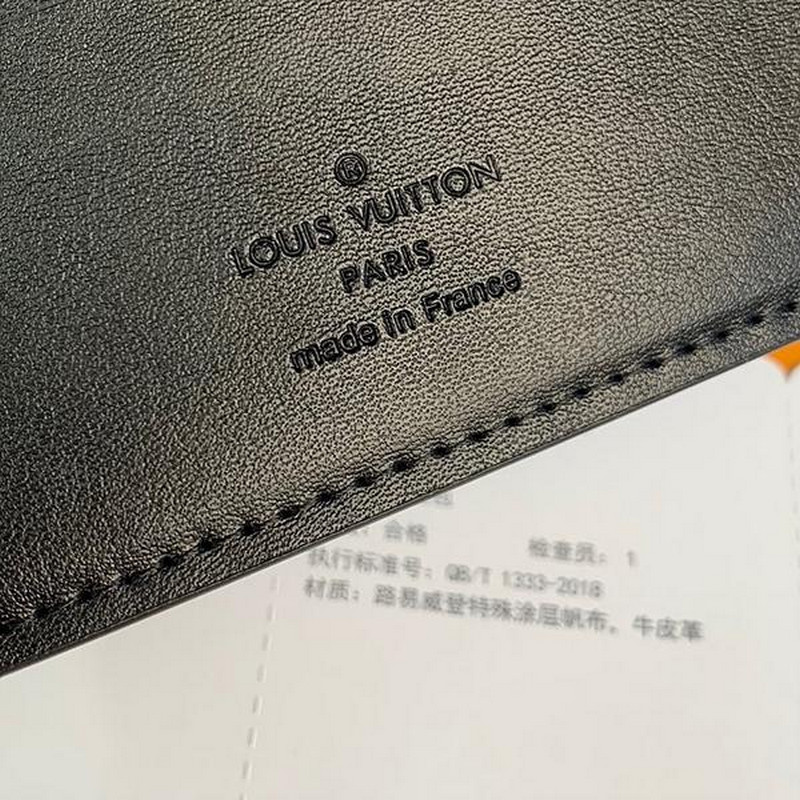 ®
LOUIS VUITTON
PARIS
made in France
合格 检查员：1
执行标准号：QB/T 1333-2018
材质：路易威登特殊涂层帆布，牛皮革